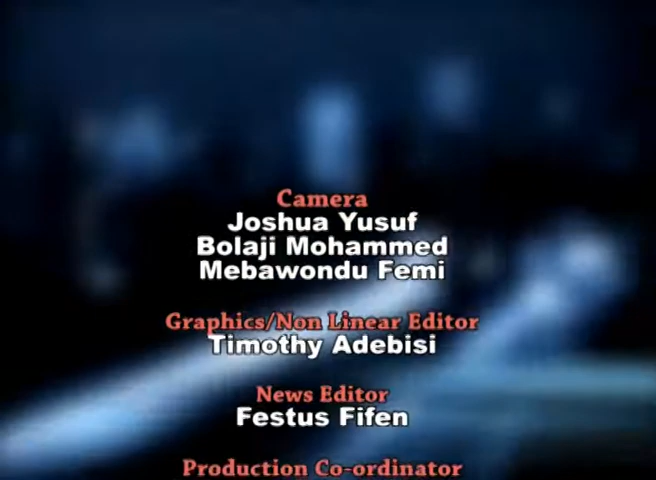 Camera
Joshua Yusuf
Bolaji Mohammed
Mebawondu Femi
Graphics/Non Linear Editor
Timothy Adebisi
News Editor
Festus Fifen
Production Co-ordinator